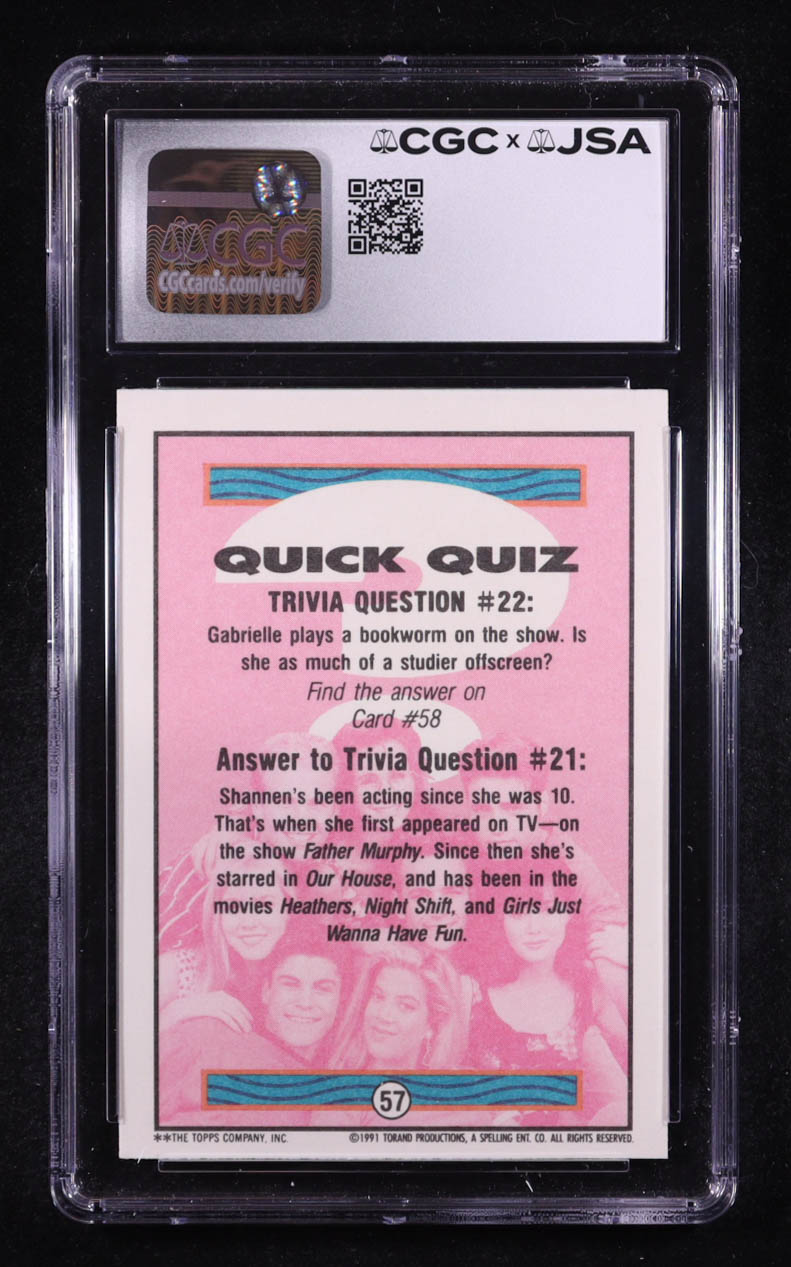 CGC x JSA
CGC
CGCcards.com/verify
QUICK QUIZ
TRIVIA QUESTION #22:
Gabrielle plays a bookworm on the show. Is
she as much of a studier offscreen?
Find the answer on
Card #58
Answer to Trivia Question #21:
Shannen's been acting since she was 10.
That's when she first appeared on TV—on
the show Father Murphy. Since then she's
starred in Our House, and has been in the
movies Heathers, Night Shift, and Girls Just
Wanna Have Fun.
57
**THE TOPPS COMPANY, INC. ©1991 TORAND PRODUCTIONS, A SPELLING ENT. CO. ALL RIGHTS RESERVED.